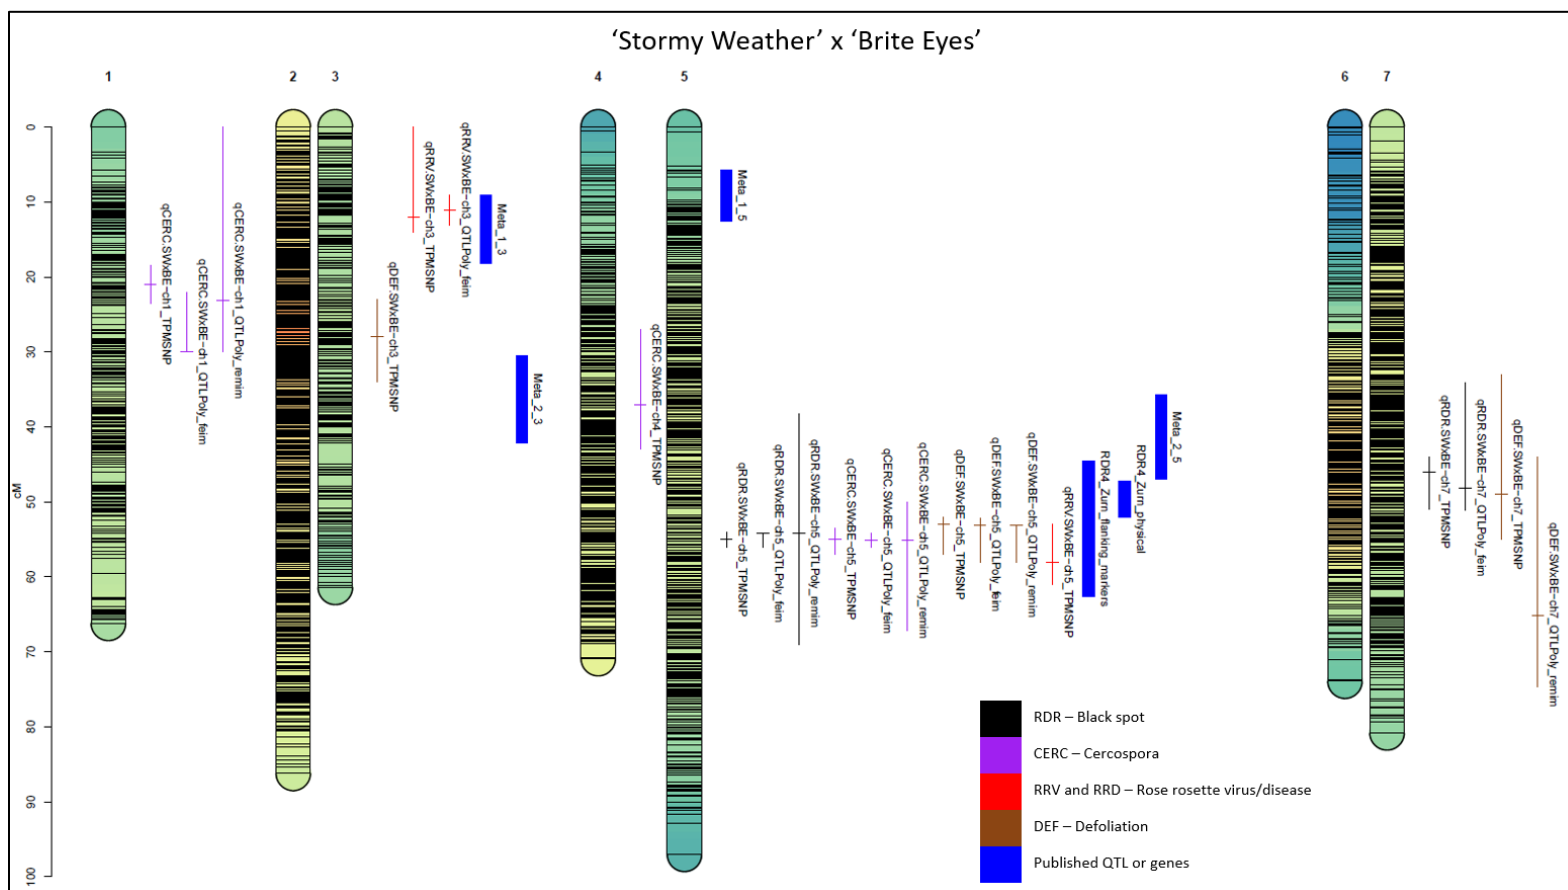 ‘Stormy Weather’ x ‘Brite Eyes’
1
2
3
4
5
6
7
0
10
20
30
40
50
60
70
80
90
100
cM
qCERC.SWxBE-ch1_TPMSNP
qCERC.SWxBE-ch1_QTLPoly_feim
qCERC.SWxBE-ch1_QTLPoly_remim
qDEF.SWxBE-ch3_TPMSNP
qRRV.SWxBE-ch3_TPMSNP
qRRV.SWxBE-ch3_QTLPoly_feim
Meta_1_3
Meta_2_3
qCERC.SWxBE-ch4_TPMSNP
Meta_1_5
qRDR.SWxBE-ch5_TPMSNP
qRDR.SWxBE-ch5_QTLPoly_feim
qRDR.SWxBE-ch5_QTLPoly_remim
qCERC.SWxBE-ch5_TPMSNP
qCERC.SWxBE-ch5_QTLPoly_feim
qCERC.SWxBE-ch5_QTLPoly_remim
qDEF.SWxBE-ch5_TPMSNP
qDEF.SWxBE-ch5_QTLPoly_feim
qDEF.SWxBE-ch5_QTLPoly_remim
qRRV.SWxBE-ch5_TPMSNP
RDR4_Zurn_flanking_markers
RDR4_Zurn_physical
Meta_2_5
qRDR.SWxBE-ch7_TPMSNP
qRDR.SWxBE-ch7_QTLPoly_feim
qDEF.SWxBE-ch7_TPMSNP
qDEF.SWxBE-ch7_QTLPoly_remim
RDR – Black spot
CERC – Cercospora
RRV and RRD – Rose rosette virus/disease
DEF – Defoliation
Published QTL or genes